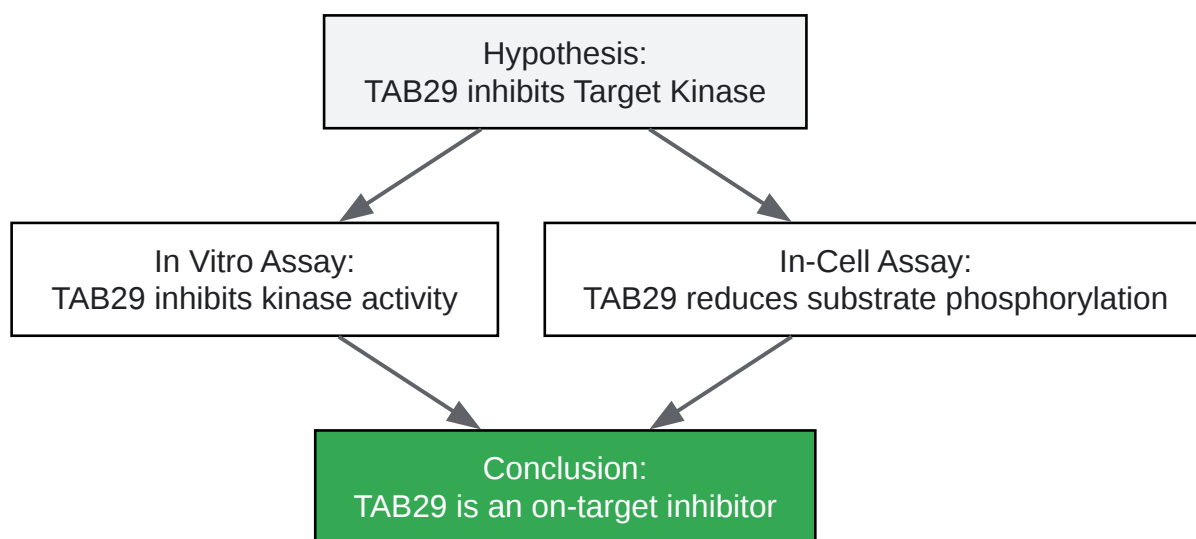 Hypothesis:
TAB29 inhibits Target Kinase
In Vitro Assay:
TAB29 inhibits kinase activity
In-Cell Assay:
TAB29 reduces substrate phosphorylation
Conclusion:
TAB29 is an on-target inhibitor